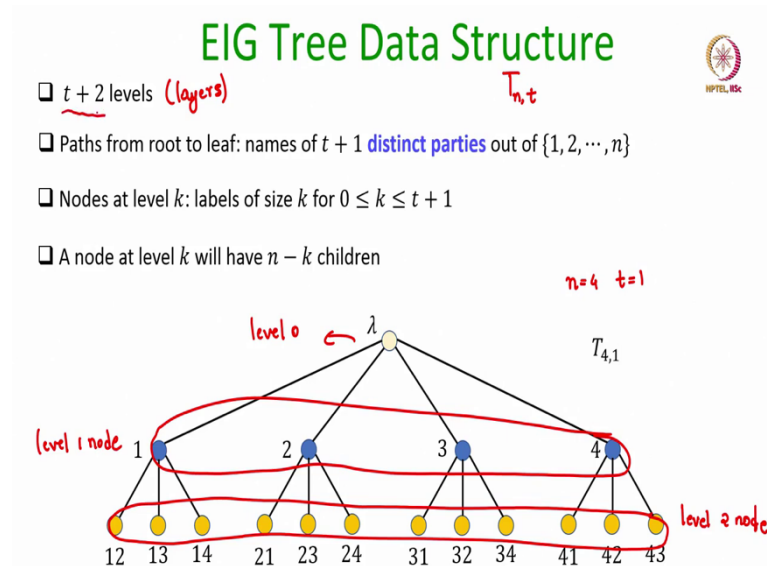 EIG Tree Data Structure
NPTEL, IISc
❑ t + 2 levels (layers) T_{n,t}
❑ Paths from root to leaf: names of t + 1 distinct parties out of {1, 2, ⋯, n}
❑ Nodes at level k: labels of size k for 0 ≤ k ≤ t + 1
❑ A node at level k will have n − k children
n=4 t=1
level 0 λ
T_{4,1}
level 1 node 1 2 3 4
level 2 node
12 13 14 21 23 24 31 32 34 41 42 43